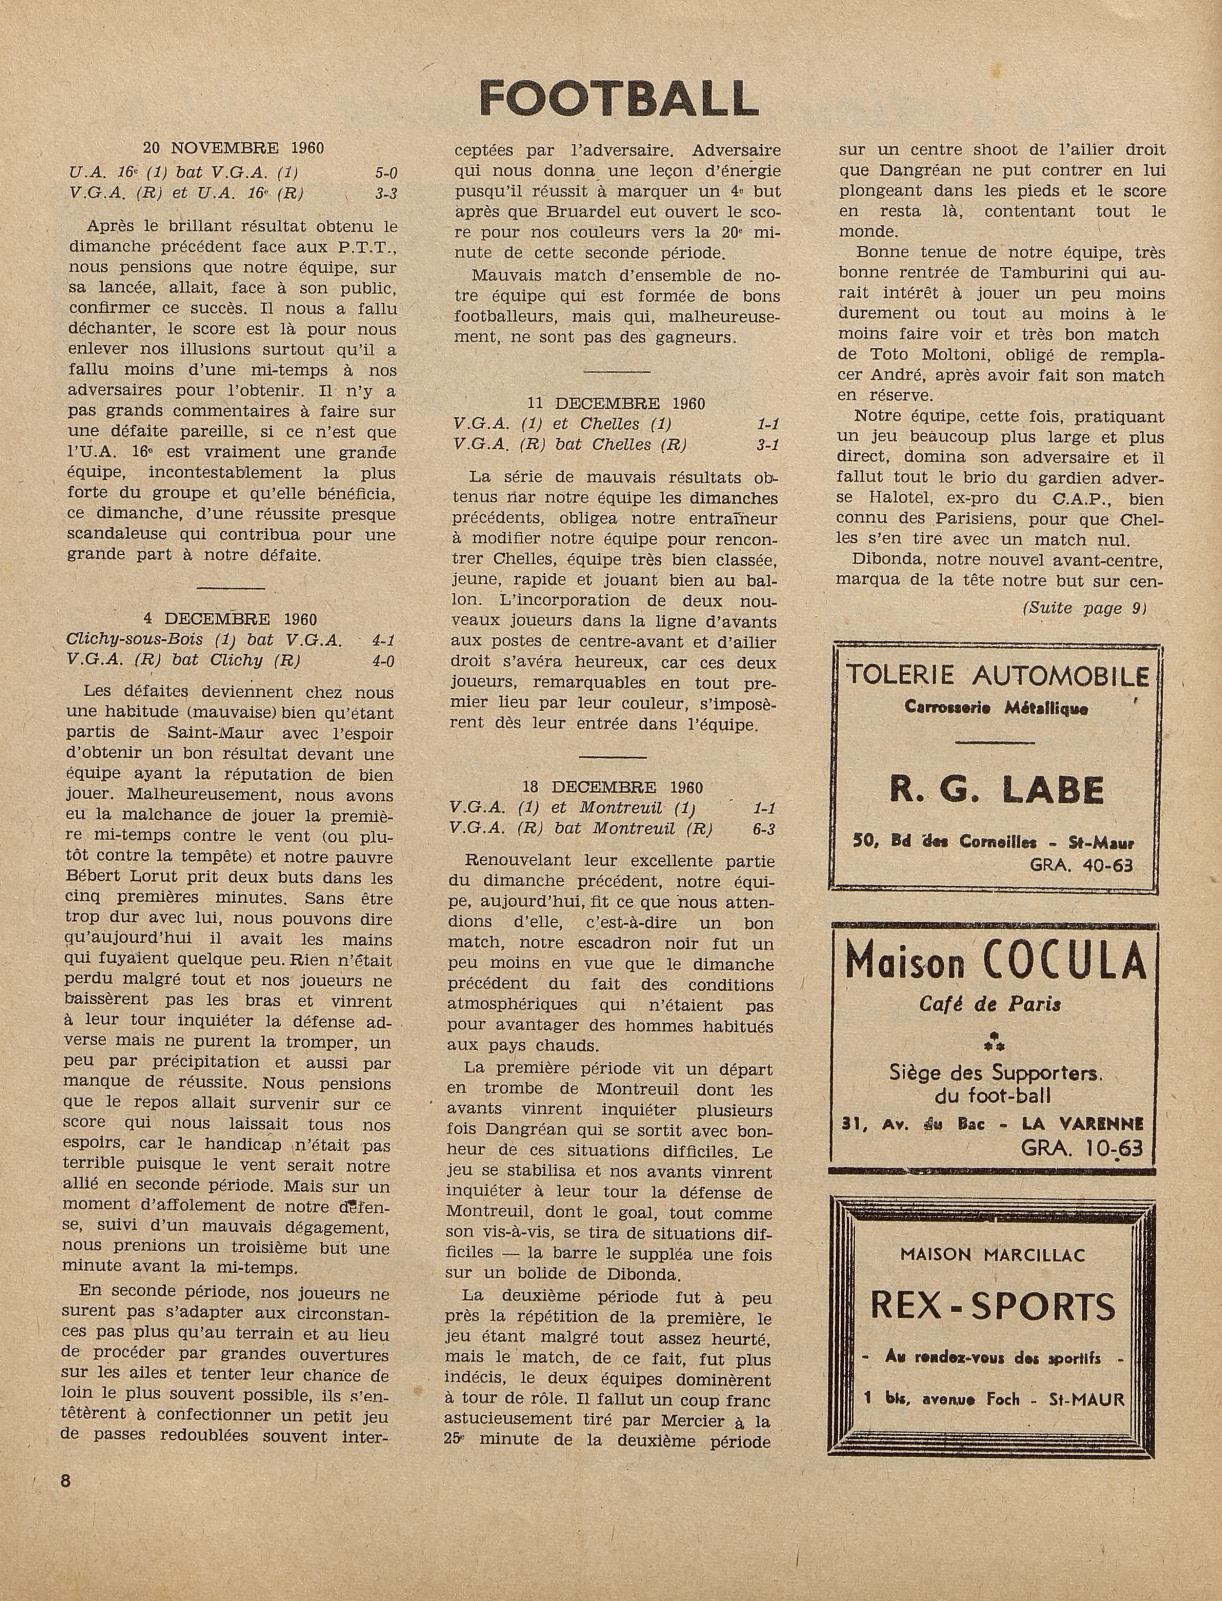 FOOTBALL
20 NOVEMBRE 1960
U.A. 16e (1) bat V.G.A. (1) 5-0
V.G.A. (R) et U.A. 16e (R) 3-3
Après le brillant résultat obtenu le
dimanche précédent face aux P.T.T.,
nous pensions que notre équipe, sur
sa lancée, allait, face à son public,
confirmer ce succès. Il nous a fallu
déchanter, le score est là pour nous
enlever nos illusions surtout qu'il a
fallu moins d'une mi-temps à nos
adversaires pour l'obtenir. Il n'y a
pas grands commentaires à faire sur
une défaite pareille, si ce n'est que
l'U.A. 16e est vraiment une grande
équipe, incontestablement la plus
forte du groupe et qu'elle bénéficia,
ce dimanche, d'une réussite presque
scandaleuse qui contribua pour une
grande part à notre défaite.
4 DECEMBRE 1960
Clichy-sous-Bois (1) bat V.G.A. 4-1
V.G.A. (R) bat Clichy (R) 4-0
Les défaites deviennent chez nous
une habitude (mauvaise) bien qu'étant
partis de Saint-Maur avec l'espoir
d'obtenir un bon résultat devant une
équipe ayant la réputation de bien
jouer. Malheureusement, nous avons
eu la malchance de jouer la premiè-
re mi-temps contre le vent (ou plu-
tôt contre la tempête) et notre pauvre
Bébert Lorut prit deux buts dans les
cinq premières minutes. Sans être
trop dur avec lui, nous pouvons dire
qu'aujourd'hui il avait les mains
qui fuyaient quelque peu. Rien n'était
perdu malgré tout et nos joueurs ne
baissèrent pas les bras et vinrent
à leur tour inquiéter la défense ad-
verse mais ne purent la tromper, un
peu par précipitation et aussi par
manque de réussite. Nous pensions
que le repos allait survenir sur ce
score qui nous laissait tous nos
espoirs, car le handicap n'était pas
terrible puisque le vent serait notre
allié en seconde période. Mais sur un
moment d'affolement de notre défen-
se, suivi d'un mauvais dégagement,
nous prenions un troisième but une
minute avant la mi-temps.
En seconde période, nos joueurs ne
surent pas s'adapter aux circonstan-
ces pas plus qu'au terrain et au lieu
de procéder par grandes ouvertures
sur les ailes et tenter leur chance de
loin le plus souvent possible, ils s'en-
têtèrent à confectionner un petit jeu
de passes redoublées souvent inter-
ceptées par l'adversaire. Adversaire
qui nous donna une leçon d'énergie
pusqu'il réussit à marquer un 4e but
après que Bruardel eut ouvert le sco-
re pour nos couleurs vers la 20e mi-
nute de cette seconde période.
Mauvais match d'ensemble de no-
tre équipe qui est formée de bons
footballeurs, mais qui, malheureuse-
ment, ne sont pas des gagneurs.
11 DECEMBRE 1960
V.G.A. (1) et Chelles (1) 1-1
V.G.A. (R) bat Chelles (R) 3-1
La série de mauvais résultats ob-
tenus nar notre équipe les dimanches
précédents, obligea notre entraîneur
à modifier notre équipe pour rencon-
trer Chelles, équipe très bien classée,
jeune, rapide et jouant bien au bal-
lon. L'incorporation de deux nou-
veaux joueurs dans la ligne d'avants
aux postes de centre-avant et d'ailier
droit s'avéra heureux, car ces deux
joueurs, remarquables en tout pre-
mier lieu par leur couleur, s'imposè-
rent dès leur entrée dans l'équipe.
18 DECEMBRE 1960
V.G.A. (1) et Montreuil (1) 1-1
V.G.A. (R) bat Montreuil (R) 6-3
Renouvelant leur excellente partie
du dimanche précédent, notre équi-
pe, aujourd'hui, fit ce que nous atten-
dions d'elle, c'est-à-dire un bon
match, notre escadron noir fut un
peu moins en vue que le dimanche
précédent du fait des conditions
atmosphériques qui n'étaient pas
pour avantager des hommes habitués
aux pays chauds.
La première période vit un départ
en trombe de Montreuil dont les
avants vinrent inquiéter plusieurs
fois Dangréan qui se sortit avec bon-
heur de ces situations difficiles. Le
jeu se stabilisa et nos avants vinrent
inquiéter à leur tour la défense de
Montreuil, dont le goal, tout comme
son vis-à-vis, se tira de situations dif-
ficiles — la barre le suppléa une fois
sur un bolide de Dibonda.
La deuxième période fut à peu
près la répétition de la première, le
jeu étant malgré tout assez heurté,
mais le match, de ce fait, fut plus
indécis, le deux équipes dominèrent
à tour de rôle. Il fallut un coup franc
astucieusement tiré par Mercier à la
25e minute de la deuxième période
sur un centre shoot de l'ailier droit
que Dangréan ne put contrer en lui
plongeant dans les pieds et le score
en resta là, contentant tout le
monde.
Bonne tenue de notre équipe, très
bonne rentrée de Tamburini qui au-
rait intérêt à jouer un peu moins
durement ou tout au moins à le
moins faire voir et très bon match
de Toto Moltoni, obligé de rempla-
cer André, après avoir fait son match
en réserve.
Notre équipe, cette fois, pratiquant
un jeu beaucoup plus large et plus
direct, domina son adversaire et il
fallut tout le brio du gardien adver-
se Halotel, ex-pro du C.A.P., bien
connu des Parisiens, pour que Chel-
les s'en tire avec un match nul.
Dibonda, notre nouvel avant-centre,
marqua de la tête notre but sur cen-
(Suite page 9)
TOLERIE AUTOMOBILE
Carrosserie Métallique
R. G. LABE
50, Bd des Corneilles - St-Maur
GRA. 40-63
Maison COCULA
Café de Paris
Siège des Supporters.
du foot-ball
31, Av. du Bac - LA VARENNE
GRA. 10-63
MAISON MARCILLAC
REX-SPORTS
- Au rendez-vous des sportifs -
1 bis, avenue Foch - St-MAUR
8